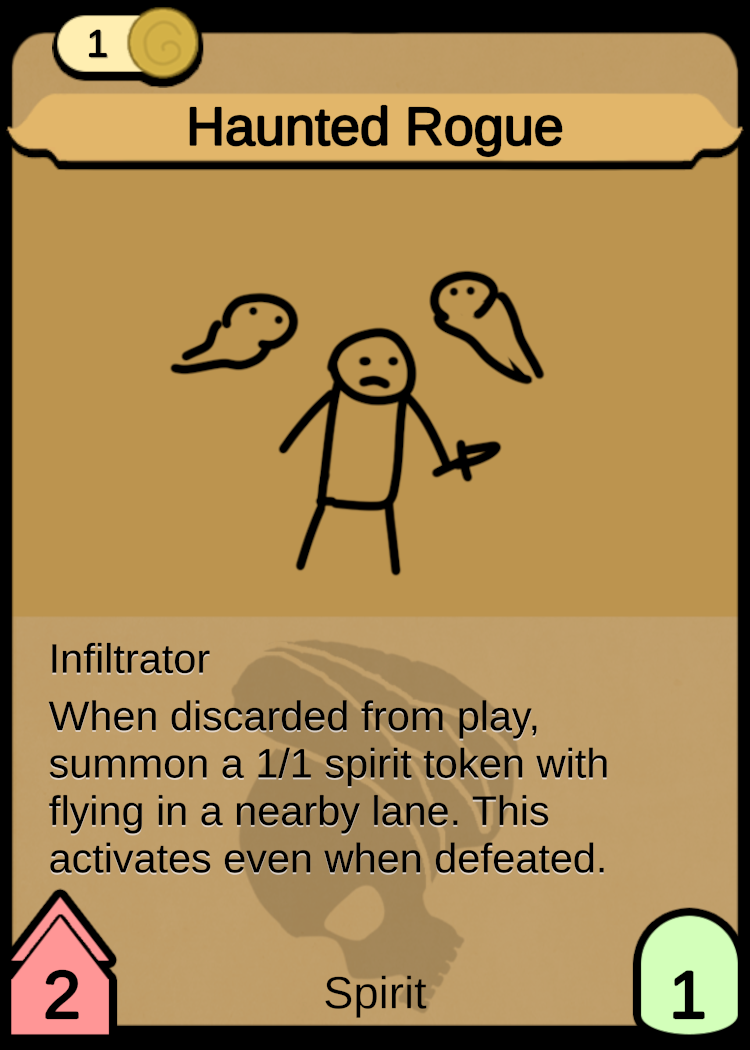 1
Haunted Rogue
Infiltrator
When discarded from play,
summon a 1/1 spirit token with
flying in a nearby lane. This
activates even when defeated.
2
Spirit
1